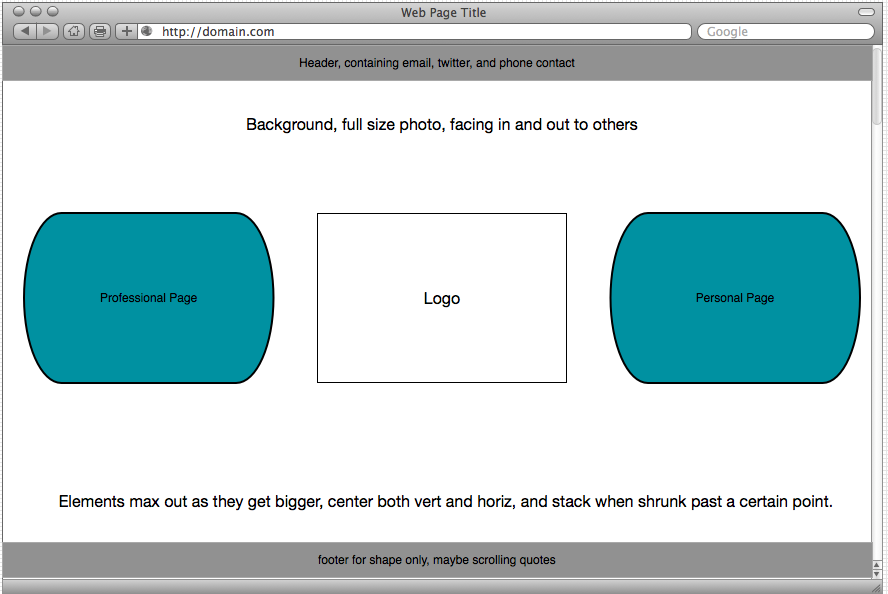 Web Page Title
http://domain.com
Google
Header, containing email, twitter, and phone contact
Background, full size photo, facing in and out to others
Professional Page
Logo
Personal Page
Elements max out as they get bigger, center both vert and horiz, and stack when shrunk past a certain point.
footer for shape only, maybe scrolling quotes